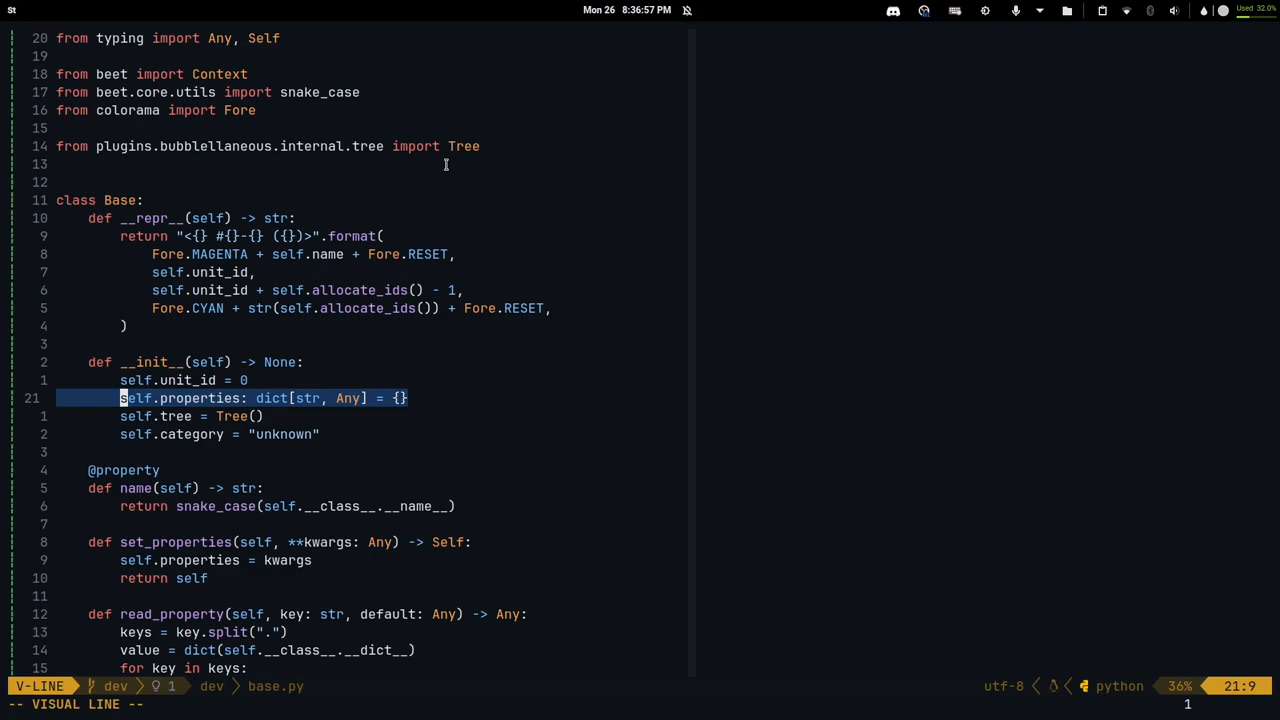 St Mon 26 8:36:57 PM Used 32.0%
20 from typing import Any, Self
19
18 from beet import Context
17 from beet.core.utils import snake_case
16 from colorama import Fore
15
14 from plugins.bubblellaneous.internal.tree import Tree
13
12
11 class Base:
10 def __repr__(self) -> str:
9 return "<{} #{}-{} ({})>".format(
8 Fore.MAGENTA + self.name + Fore.RESET,
7 self.unit_id,
6 self.unit_id + self.allocate_ids() - 1,
5 Fore.CYAN + str(self.allocate_ids()) + Fore.RESET,
4 )
3
2 def __init__(self) -> None:
1 self.unit_id = 0
21 self.properties: dict[str, Any] = {}
1 self.tree = Tree()
2 self.category = "unknown"
3
4 @property
5 def name(self) -> str:
6 return snake_case(self.__class__.__name__)
7
8 def set_properties(self, **kwargs: Any) -> Self:
9 self.properties = kwargs
10 return self
11
12 def read_property(self, key: str, default: Any) -> Any:
13 keys = key.split(".")
14 value = dict(self.__class__.__dict__)
15 for key in keys:
V-LINE dev 1 dev base.py utf-8 python 36% 21:9
-- VISUAL LINE -- 1